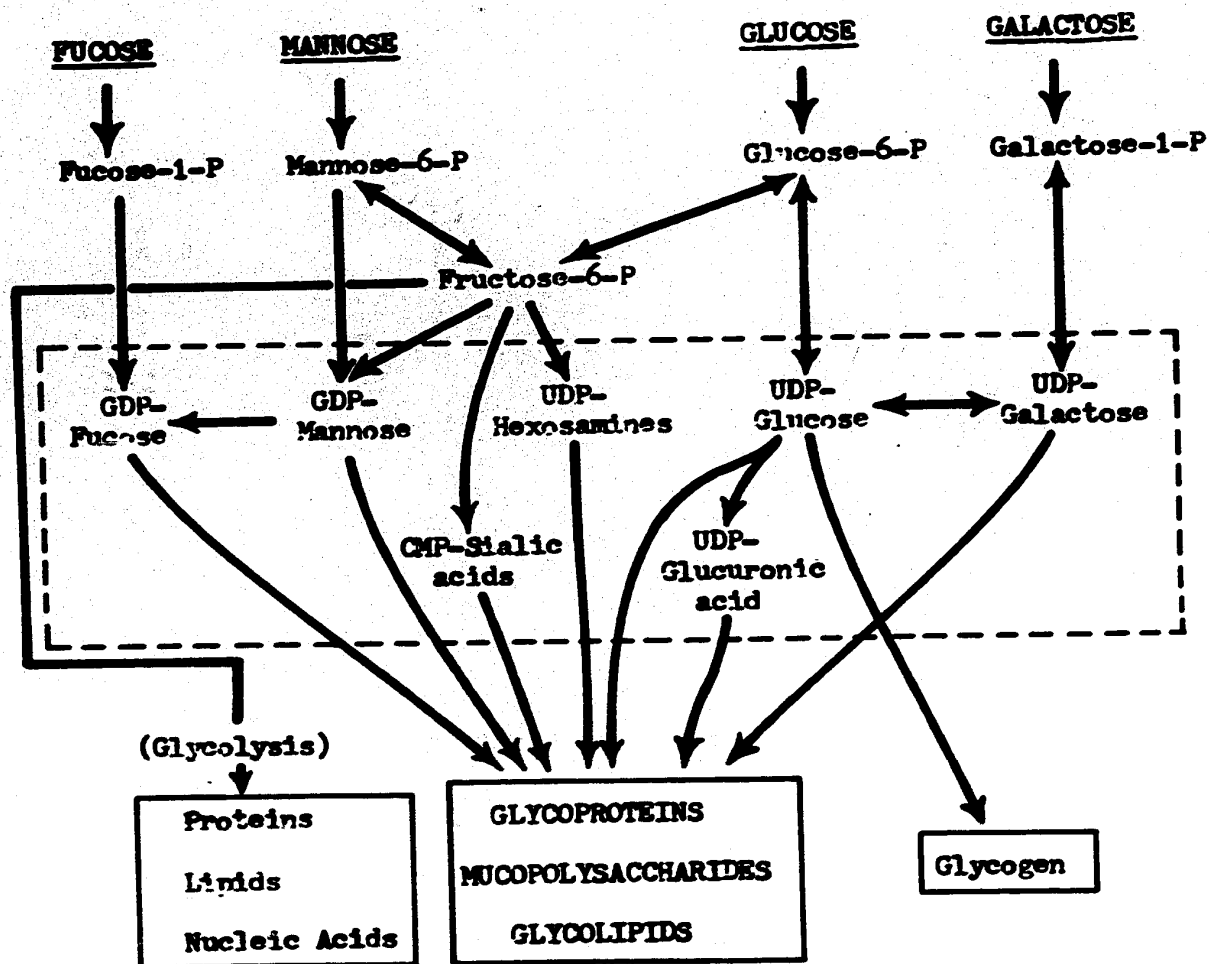 FUCOSE
MANNOSE
GLUCOSE
GALACTOSE
Fucose-1-P
Mannose-6-P
Glucose-6-P
Galactose-1-P
Fructose-6-P
GDP-
Fucose
GDP-
Mannose
UDP-
Hexosamines
UDP-
Glucose
UDP-
Galactose
CMP-Sialic
acids
UDP-
Glucuronic
acid
(Glycolysis)
Proteins
Lipids
Nucleic Acids
GLYCOPROTEINS
MUCOPOLYSACCHARIDES
GLYCOLIPIDS
Glycogen